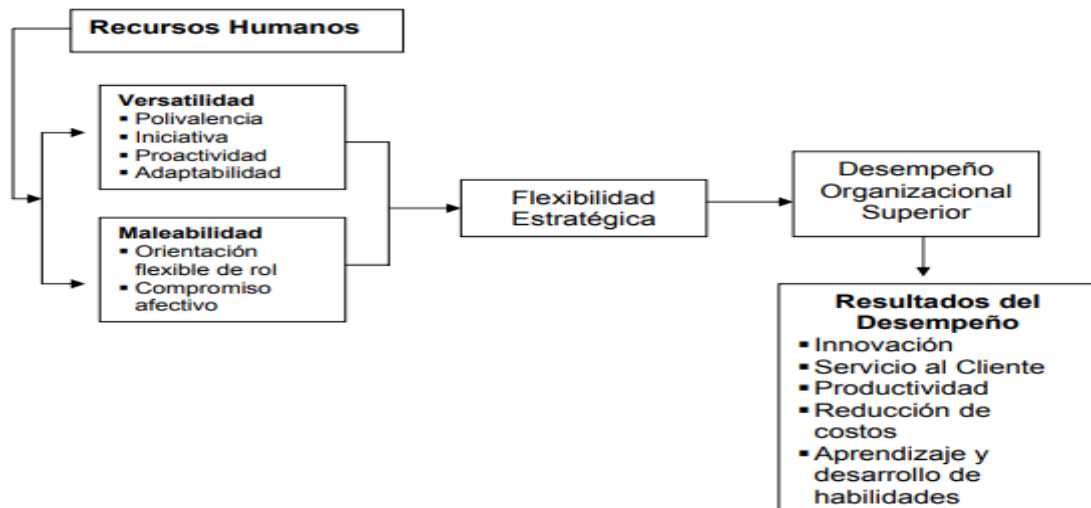 Recursos Humanos
Versatilidad
▪ Polivalencia
▪ Iniciativa
▪ Proactividad
▪ Adaptabilidad
Maleabilidad
▪ Orientación
flexible de rol
▪ Compromiso
afectivo
Flexibilidad
Estratégica
Desempeño
Organizacional
Superior
Resultados del
Desempeño
▪ Innovación
▪ Servicio al Cliente
▪ Productividad
▪ Reducción de
costos
▪ Aprendizaje y
desarrollo de
habilidades